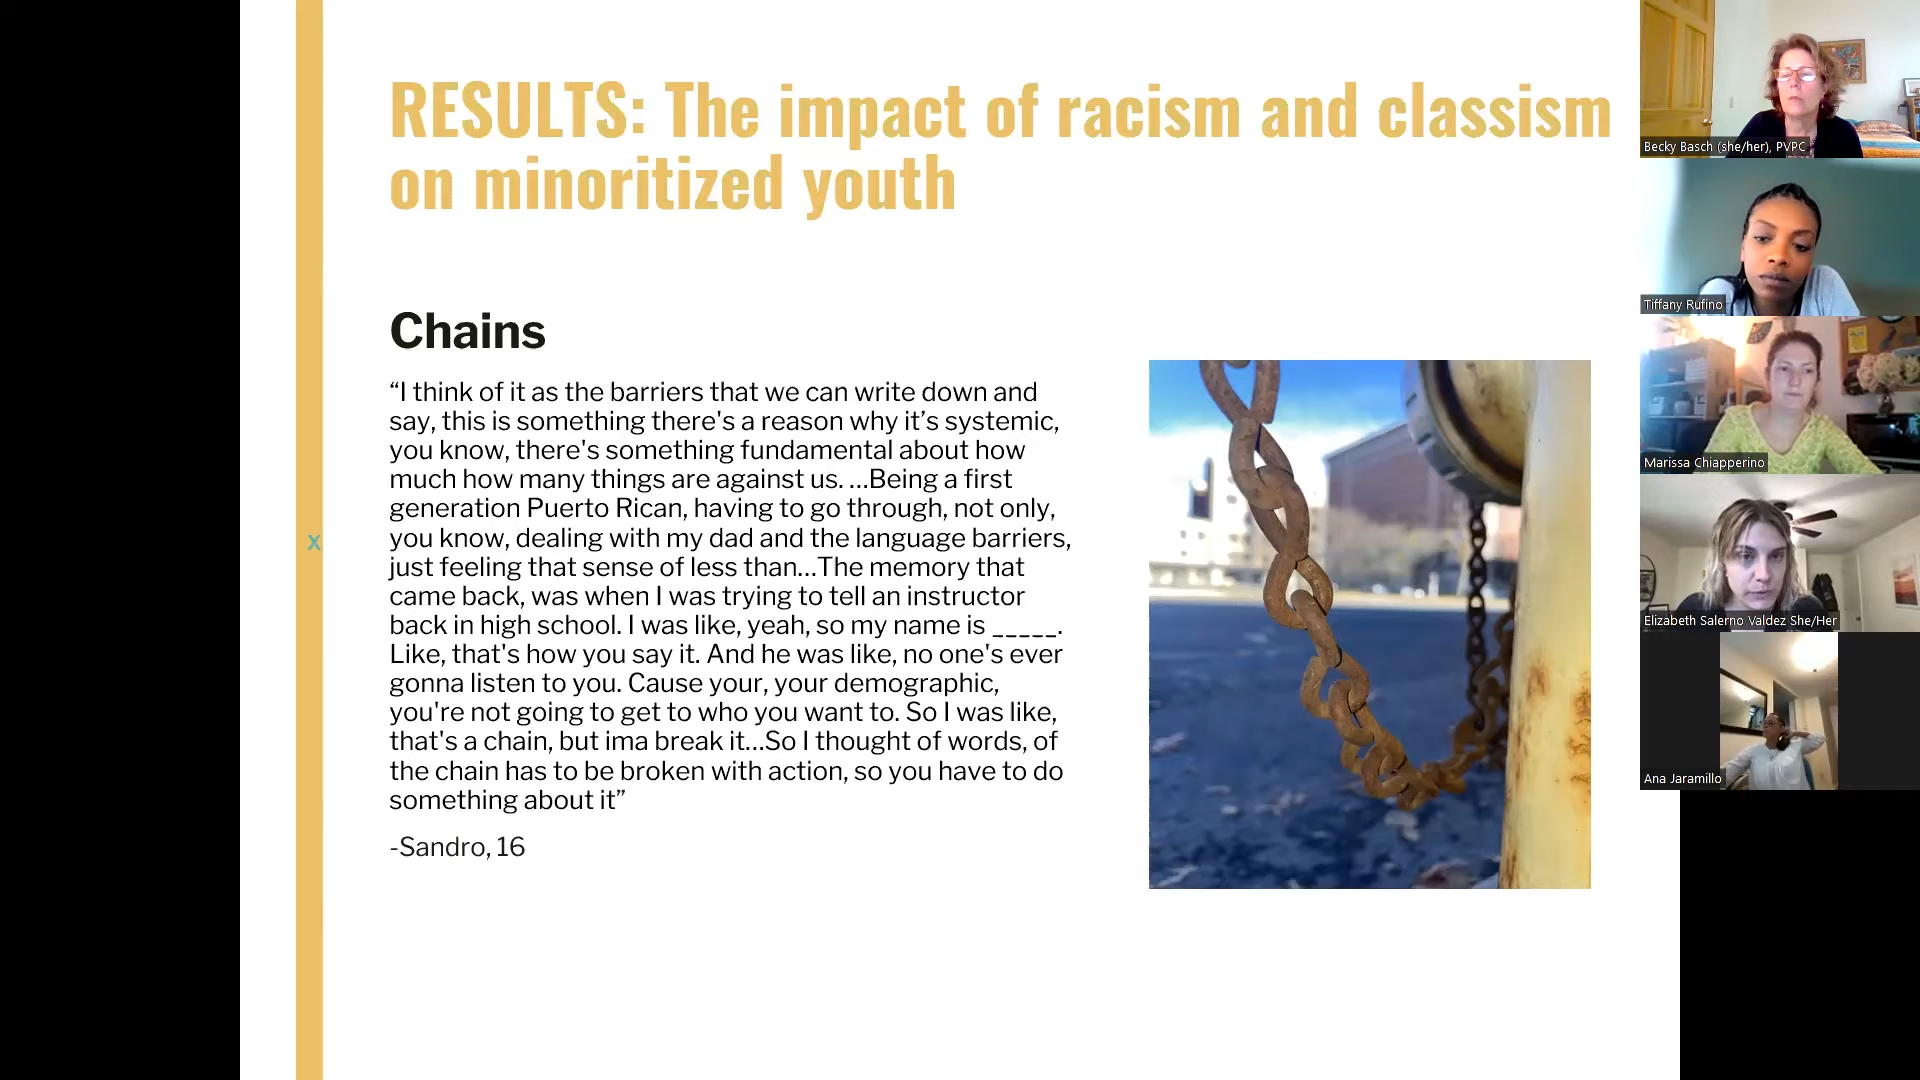 RESULTS: The impact of racism and classism
on minoritized youth
Chains
“I think of it as the barriers that we can write down and
say, this is something there's a reason why it’s systemic,
you know, there's something fundamental about how
much how many things are against us. ...Being a first
generation Puerto Rican, having to go through, not only,
you know, dealing with my dad and the language barriers,
just feeling that sense of less than...The memory that
came back, was when I was trying to tell an instructor
back in high school. I was like, yeah, so my name is _____.
Like, that's how you say it. And he was like, no one's ever
gonna listen to you. Cause your, your demographic,
you're not going to get to who you want to. So I was like,
that's a chain, but ima break it...So I thought of words, of
the chain has to be broken with action, so you have to do
something about it”
-Sandro, 16
x
Becky Basch (she/her), PVPC
Tiffany Rufino
Marissa Chiapperino
Elizabeth Salerno Valdez She/Her
Ana Jaramillo